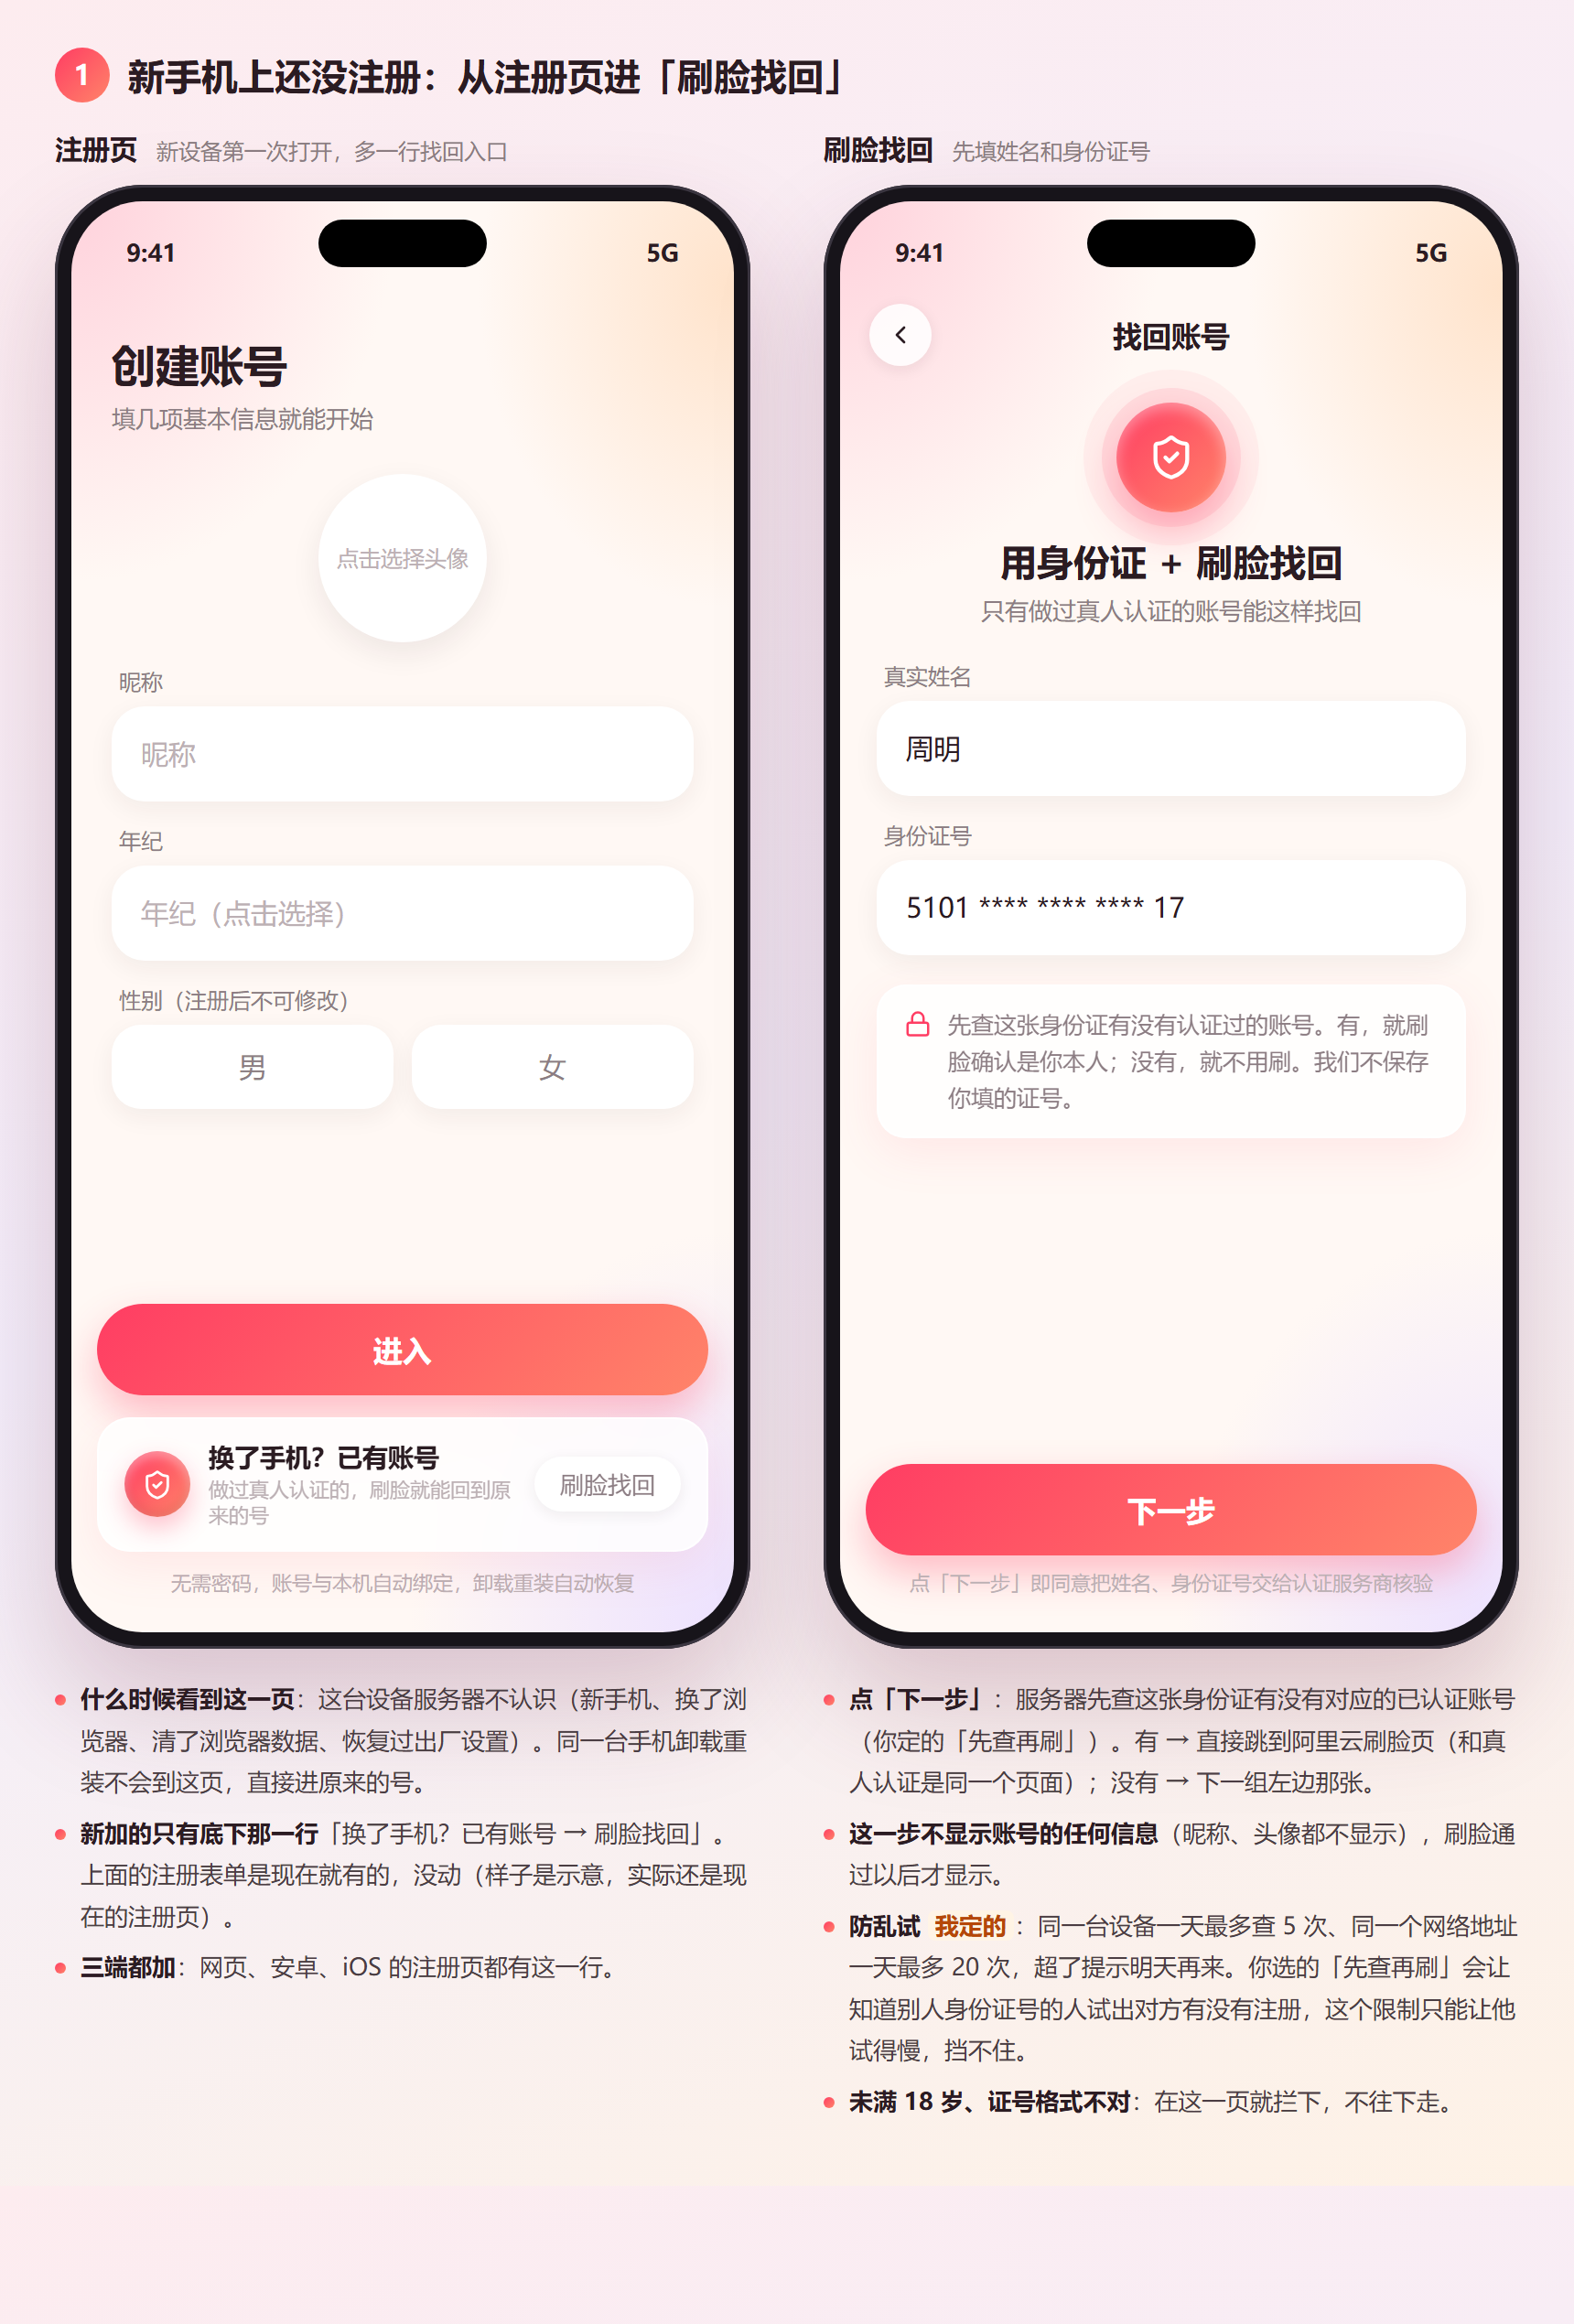 1 新手机上还没注册：从注册页进「刷脸找回」
注册页 新设备第一次打开，多一行找回入口
9:41
5G
创建账号
填几项基本信息就能开始
点击选择头像
昵称
昵称
年纪
年纪（点击选择）
性别（注册后不可修改）
男
女
进入
换了手机？已有账号
做过真人认证的，刷脸就能回到原
来的号
刷脸找回
无需密码，账号与本机自动绑定，卸载重装自动恢复
什么时候看到这一页：这台设备服务器不认识（新手机、换了浏
览器、清了浏览器数据、恢复过出厂设置）。同一台手机卸载重
装不会到这页，直接进原来的号。
新加的只有底下那一行「换了手机？已有账号 → 刷脸找回」。
上面的注册表单是现在就有的，没动（样子是示意，实际还是现
在的注册页）。
三端都加：网页、安卓、iOS 的注册页都有这一行。
刷脸找回 先填姓名和身份证号
9:41
5G
找回账号
用身份证 + 刷脸找回
只有做过真人认证的账号能这样找回
真实姓名
周明
身份证号
5101 **** **** **** 17
先查这张身份证有没有认证过的账号。有，就刷
脸确认是你本人；没有，就不用刷。我们不保存
你填的证号。
下一步
点「下一步」即同意把姓名、身份证号交给认证服务商核验
点「下一步」：服务器先查这张身份证有没有对应的已认证账号
（你定的「先查再刷」）。有 → 直接跳到阿里云刷脸页（和真
人认证是同一个页面）；没有 → 下一组左边那张。
这一步不显示账号的任何信息（昵称、头像都不显示），刷脸通
过以后才显示。
防乱试 我定的：同一台设备一天最多查 5 次、同一个网络地址
一天最多 20 次，超了提示明天再来。你选的「先查再刷」会让
知道别人身份证号的人试出对方有没有注册，这个限制只能让他
试得慢，挡不住。
未满 18 岁、证号格式不对：在这一页就拦下，不往下走。